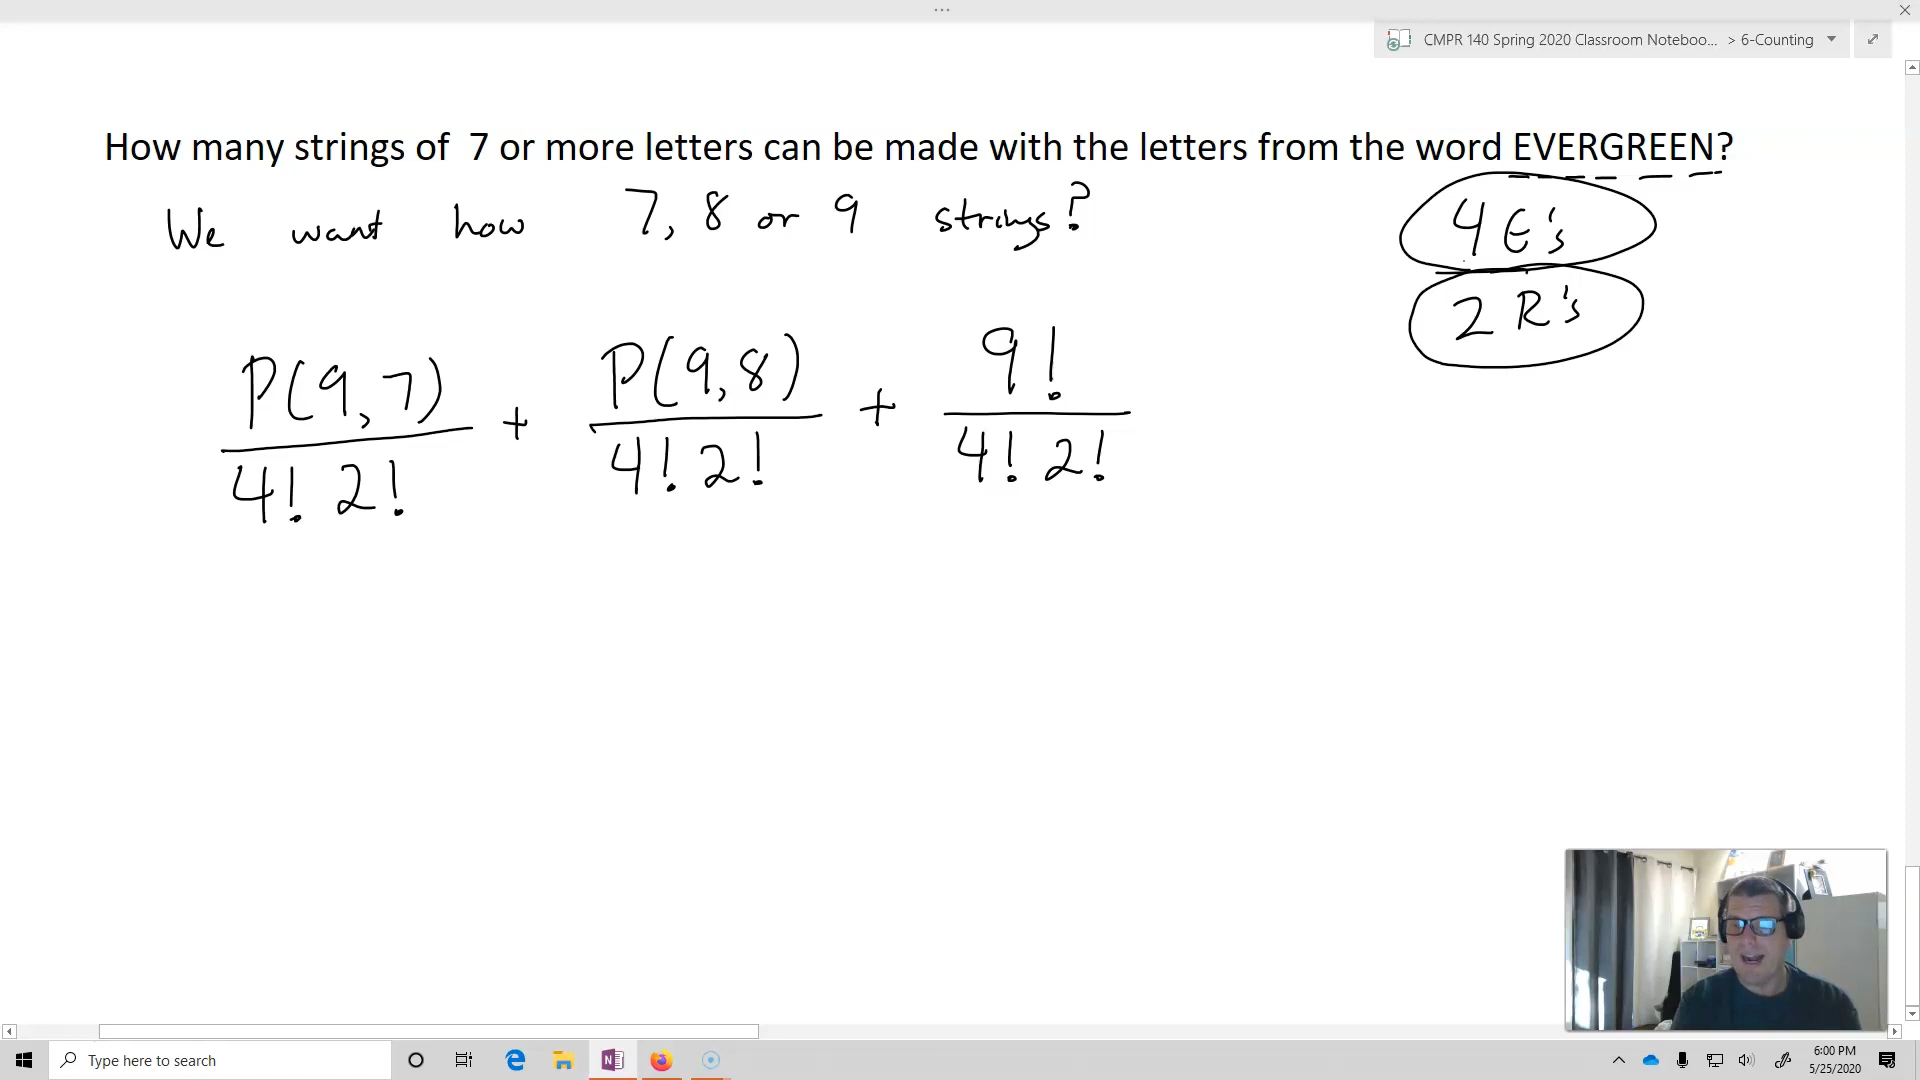 CMPR 140 Spring 2020 Classroom Noteboo... > 6-Counting
How many strings of 7 or more letters can be made with the letters from the word EVERGREEN?
We want how 7, 8 or 9 strings?
4 E's
2 R's
P(9,7) / 4! 2! + P(9,8) / 4! 2! + 9! / 4! 2!
Type here to search
6:00 PM
5/25/2020